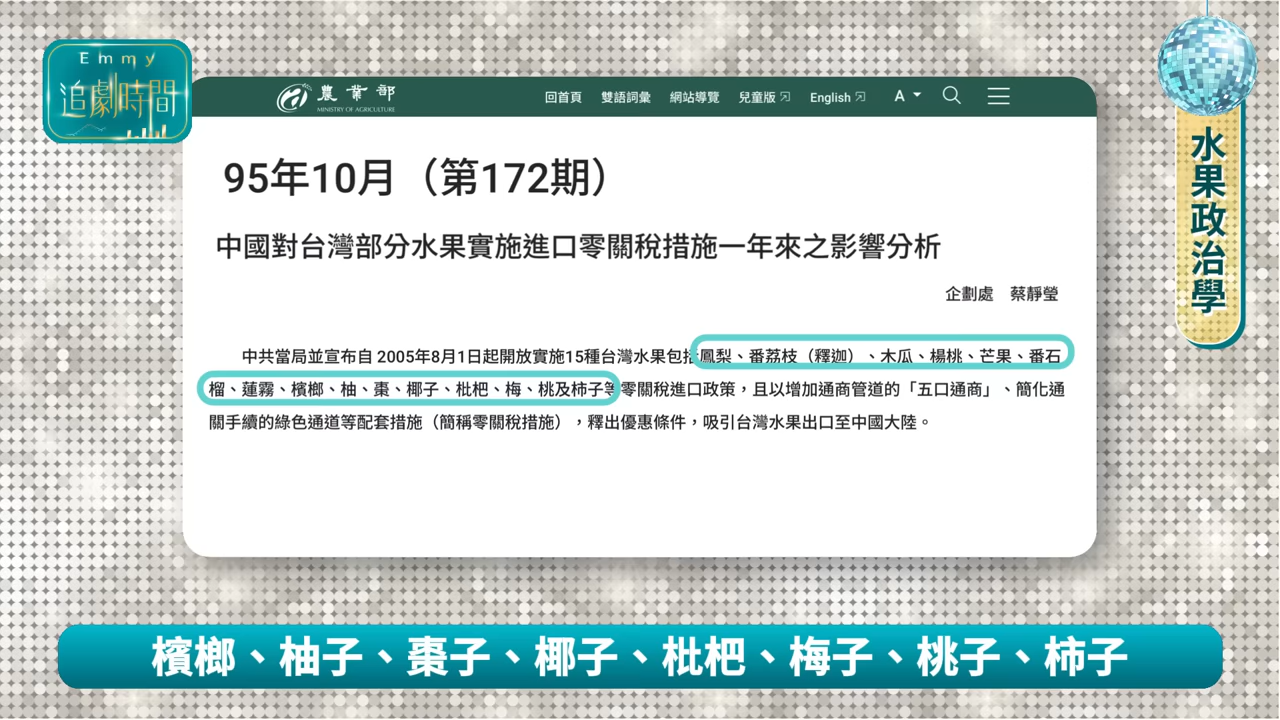 Emmy
追劇時間
農業部
MINISTRY OF AGRICULTURE
回首頁 雙語詞彙 網站導覽 兒童版 English A
水果政治學
95年10月（第172期）
中國對台灣部分水果實施進口零關稅措施一年來之影響分析
企劃處 蔡靜瑩
中共當局並宣布自 2005年8月1日起開放實施15種台灣水果包括鳳梨、番荔枝（釋迦）、木瓜、楊桃、芒果、番石
榴、蓮霧、檳榔、柚、棗、椰子、枇杷、梅、桃及柿子等零關稅進口政策，且以增加通商管道的「五口通商」、簡化通
關手續的綠色通道等配套措施（簡稱零關稅措施），釋出優惠條件，吸引台灣水果出口至中國大陸。
檳榔、柚子、棗子、椰子、枇杷、梅子、桃子、柿子